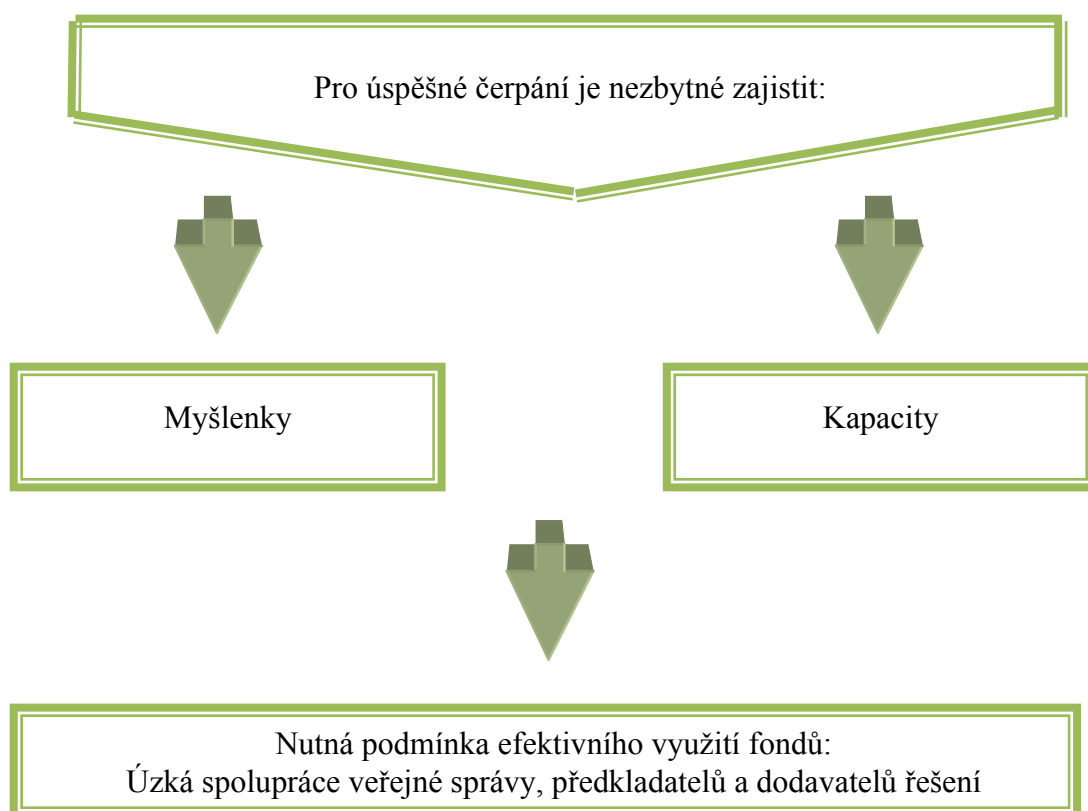 Pro úspěšné čerpání je nezbytné zajistit:
Myšlenky
Kapacity
Nutná podmínka efektivního využití fondů:
Úzká spolupráce veřejné správy, předkladatelů a dodavatelů řešení